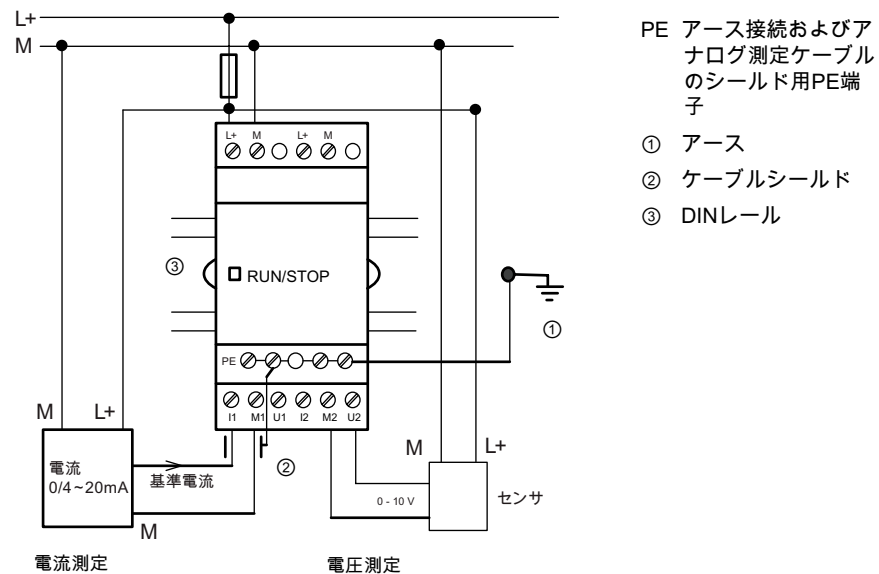 L+
M
PE アース接続およびア
ナログ測定ケーブル
のシールド用PE端
子
① アース
② ケーブルシールド
③ DINレール
L+ M L+ M
③
RUN/STOP
①
PE
I1 M1 U1 I2 M2 U2
M L+
M L+
②
電流
0/4~20mA
基準電流
0 - 10 V
センサ
M
電流測定
電圧測定